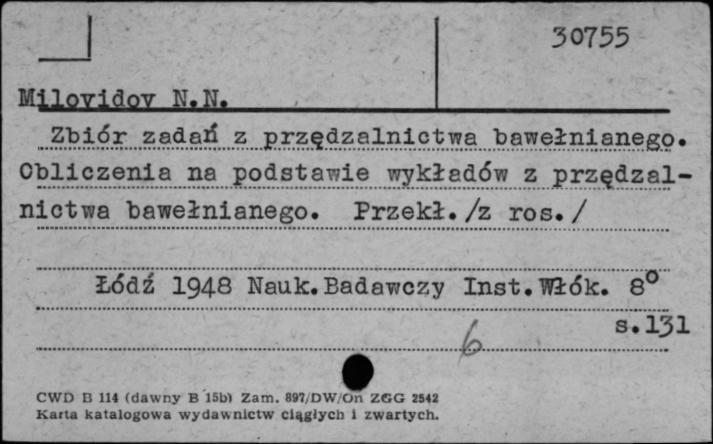 30755
Milovidov N.N.
Zbiór zadań z przędzalnictwa bawełnianego.
Obliczenia na podstawie wykładów z przędzal-
nictwa bawełnianego. Przekł./z ros./
Łódź 1948 Nauk.Badawczy Inst.Włók. 8°
s.131
6
CWD B 114 (dawny B 15b) Zam. 897/DW/On ZGG 2542
Karta katalogowa wydawnictw ciągłych i zwartych.